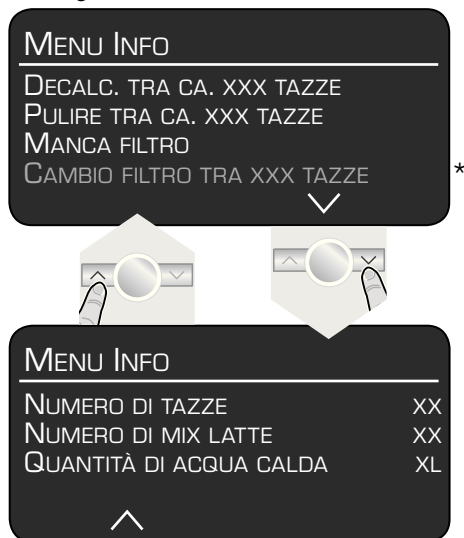 MENU INFO
DECALC. TRA CA. XXX TAZZE
PULIRE TRA CA. XXX TAZZE
MANCA FILTRO
CAMBIO FILTRO TRA XXX TAZZE *
MENU INFO
NUMERO DI TAZZE XX
NUMERO DI MIX LATTE XX
QUANTITÀ DI ACQUA CALDA XL